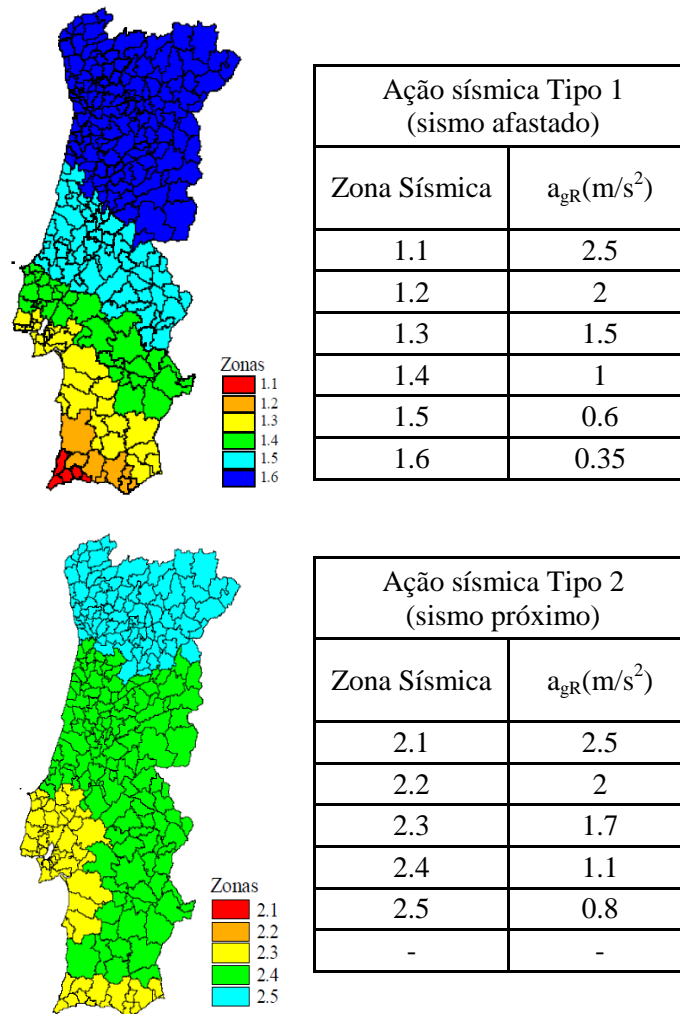 Zonas
1.1
1.2
1.3
1.4
1.5
1.6
Ação sísmica Tipo 1
(sismo afastado)
Zona Sísmica a_gR(m/s²)
1.1 2.5
1.2 2
1.3 1.5
1.4 1
1.5 0.6
1.6 0.35
Zonas
2.1
2.2
2.3
2.4
2.5
Ação sísmica Tipo 2
(sismo próximo)
Zona Sísmica a_gR(m/s²)
2.1 2.5
2.2 2
2.3 1.7
2.4 1.1
2.5 0.8
- -